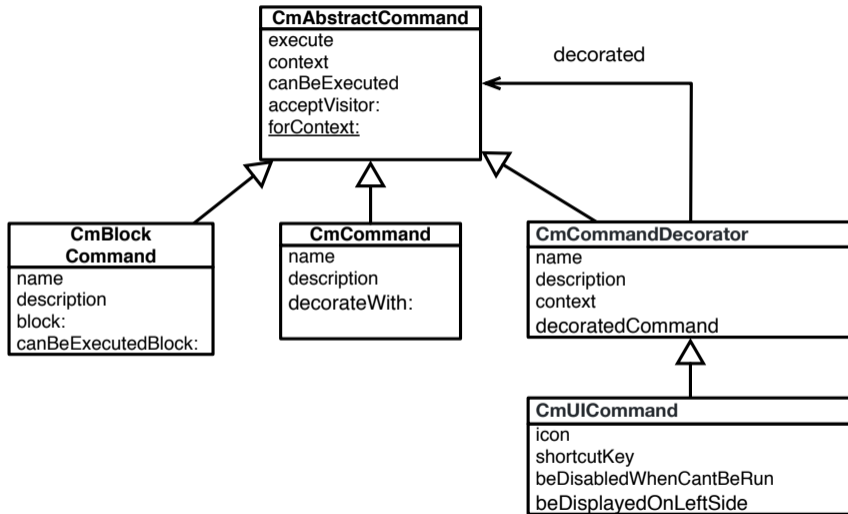 CmAbstractCommand
execute
context
canBeExecuted
acceptVisitor:
forContext:
decorated
CmBlock
Command
name
description
block:
canBeExecutedBlock:
CmCommand
name
description
decorateWith:
CmCommandDecorator
name
description
context
decoratedCommand
CmUICommand
icon
shortcutKey
beDisabledWhenCantBeRun
beDisplayedOnLeftSide